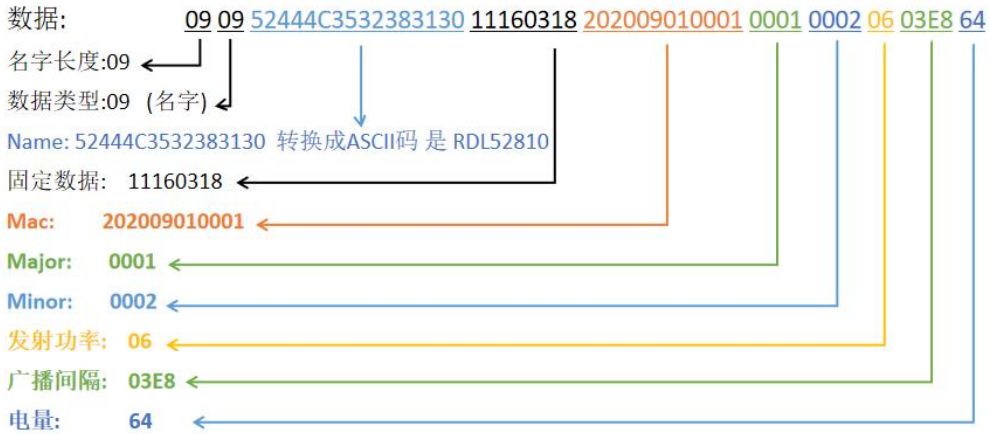 数据: 09 09 52444C3532383130 11160318 202009010001 0001 0002 06 03E8 64
名字长度:09
数据类型:09 (名字)
Name: 52444C3532383130 转换成ASCII码 是 RDL52810
固定数据: 11160318
Mac: 202009010001
Major: 0001
Minor: 0002
发射功率: 06
广播间隔: 03E8
电量: 64